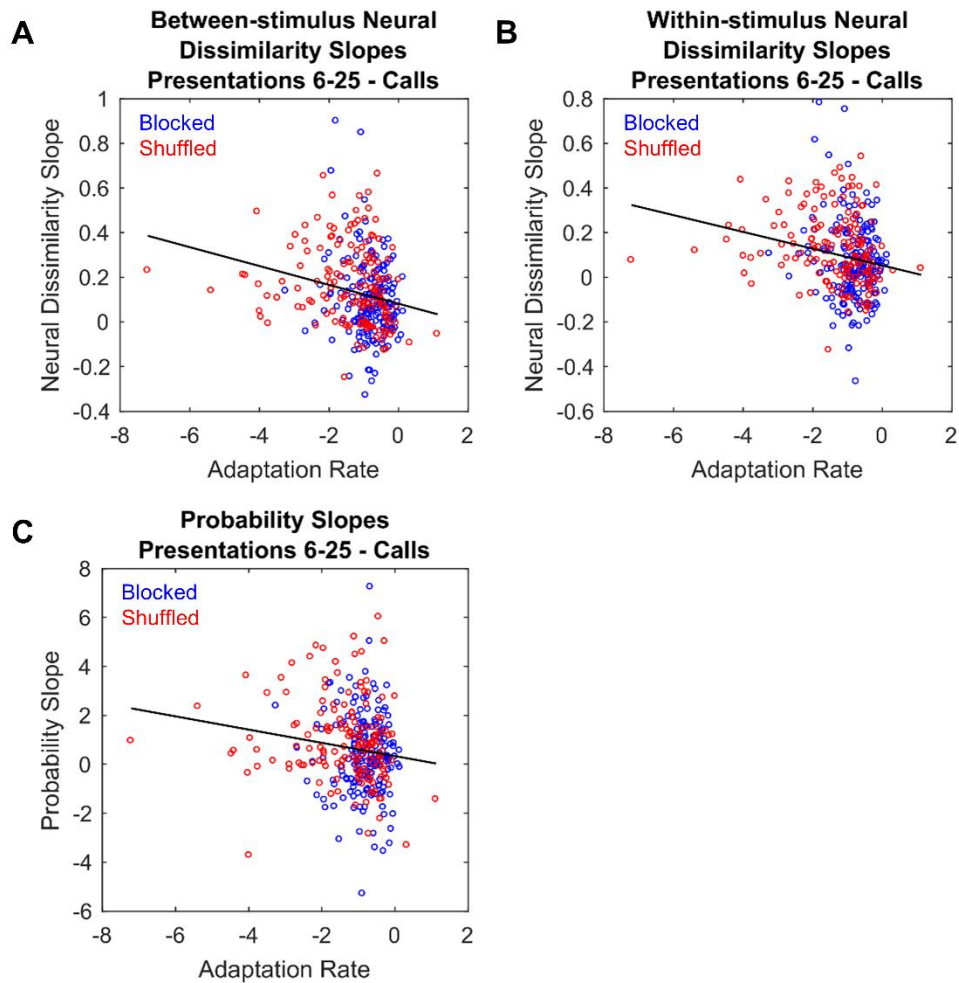 A
Between-stimulus Neural
Dissimilarity Slopes
Presentations 6-25 - Calls
Blocked
Shuffled
Neural Dissimilarity Slope
1
0.8
0.6
0.4
0.2
0
-0.2
-0.4
-8 -6 -4 -2 0 2
Adaptation Rate
B
Within-stimulus Neural
Dissimilarity Slopes
Presentations 6-25 - Calls
Blocked
Shuffled
Neural Dissimilarity Slope
0.8
0.6
0.4
0.2
0
-0.2
-0.4
-0.6
-8 -6 -4 -2 0 2
Adaptation Rate
C
Probability Slopes
Presentations 6-25 - Calls
Blocked
Shuffled
Probability Slope
8
6
4
2
0
-2
-4
-6
-8 -6 -4 -2 0 2
Adaptation Rate